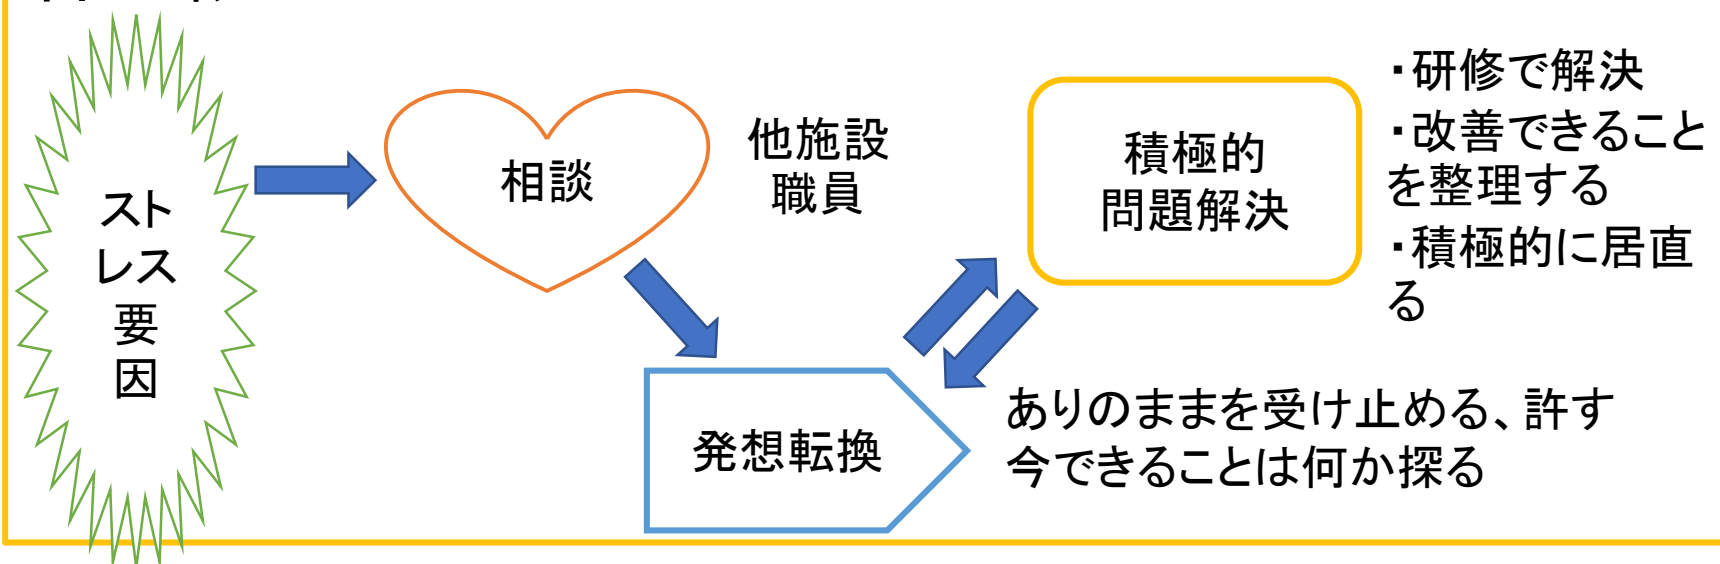 スト
レス
要
因
相談
他施設
職員
積極的
問題解決
・研修で解決
・改善できること
を整理する
・積極的に居直
る
発想転換
ありのままを受け止める、許す
今できることは何か探る